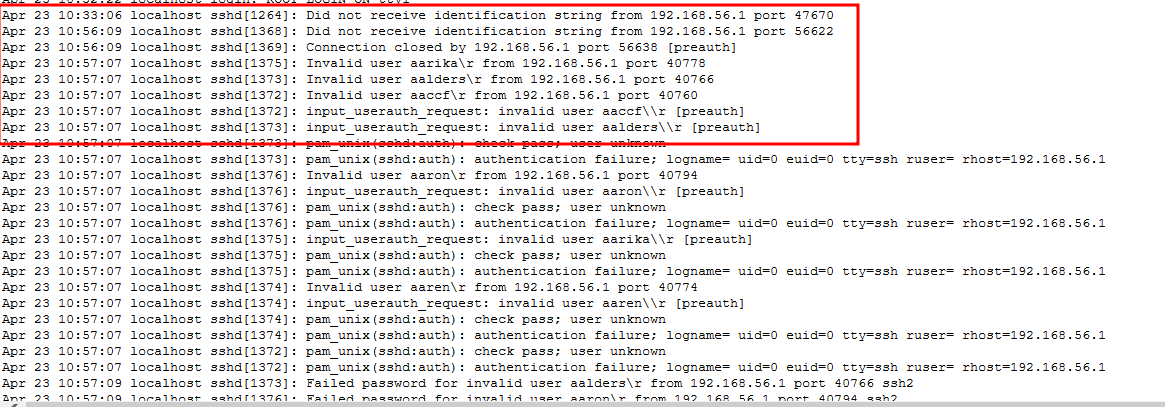 Apr 23 10:32:22 localhost login: ROOT LOGIN ON tty1
Apr 23 10:33:06 localhost sshd[1264]: Did not receive identification string from 192.168.56.1 port 47670
Apr 23 10:56:09 localhost sshd[1368]: Did not receive identification string from 192.168.56.1 port 56622
Apr 23 10:56:09 localhost sshd[1369]: Connection closed by 192.168.56.1 port 56638 [preauth]
Apr 23 10:57:07 localhost sshd[1375]: Invalid user aarika\r from 192.168.56.1 port 40778
Apr 23 10:57:07 localhost sshd[1373]: Invalid user aalders\r from 192.168.56.1 port 40766
Apr 23 10:57:07 localhost sshd[1372]: Invalid user aaccf\r from 192.168.56.1 port 40760
Apr 23 10:57:07 localhost sshd[1372]: input_userauth_request: invalid user aaccf\\r [preauth]
Apr 23 10:57:07 localhost sshd[1373]: input_userauth_request: invalid user aalders\\r [preauth]
Apr 23 10:57:07 localhost sshd[1373]: pam_unix(sshd:auth): check pass; user unknown
Apr 23 10:57:07 localhost sshd[1373]: pam_unix(sshd:auth): authentication failure; logname= uid=0 euid=0 tty=ssh ruser= rhost=192.168.56.1
Apr 23 10:57:07 localhost sshd[1376]: Invalid user aaron\r from 192.168.56.1 port 40794
Apr 23 10:57:07 localhost sshd[1376]: input_userauth_request: invalid user aaron\\r [preauth]
Apr 23 10:57:07 localhost sshd[1376]: pam_unix(sshd:auth): check pass; user unknown
Apr 23 10:57:07 localhost sshd[1376]: pam_unix(sshd:auth): authentication failure; logname= uid=0 euid=0 tty=ssh ruser= rhost=192.168.56.1
Apr 23 10:57:07 localhost sshd[1375]: input_userauth_request: invalid user aarika\\r [preauth]
Apr 23 10:57:07 localhost sshd[1375]: pam_unix(sshd:auth): check pass; user unknown
Apr 23 10:57:07 localhost sshd[1375]: pam_unix(sshd:auth): authentication failure; logname= uid=0 euid=0 tty=ssh ruser= rhost=192.168.56.1
Apr 23 10:57:07 localhost sshd[1374]: Invalid user aaren\r from 192.168.56.1 port 40774
Apr 23 10:57:07 localhost sshd[1374]: input_userauth_request: invalid user aaren\\r [preauth]
Apr 23 10:57:07 localhost sshd[1374]: pam_unix(sshd:auth): check pass; user unknown
Apr 23 10:57:07 localhost sshd[1374]: pam_unix(sshd:auth): authentication failure; logname= uid=0 euid=0 tty=ssh ruser= rhost=192.168.56.1
Apr 23 10:57:07 localhost sshd[1372]: pam_unix(sshd:auth): check pass; user unknown
Apr 23 10:57:07 localhost sshd[1372]: pam_unix(sshd:auth): authentication failure; logname= uid=0 euid=0 tty=ssh ruser= rhost=192.168.56.1
Apr 23 10:57:09 localhost sshd[1373]: Failed password for invalid user aalders\r from 192.168.56.1 port 40766 ssh2
Apr 23 10:57:09 localhost sshd[1376]: Failed password for invalid user aaron\r from 192.168.56.1 port 40794 ssh2